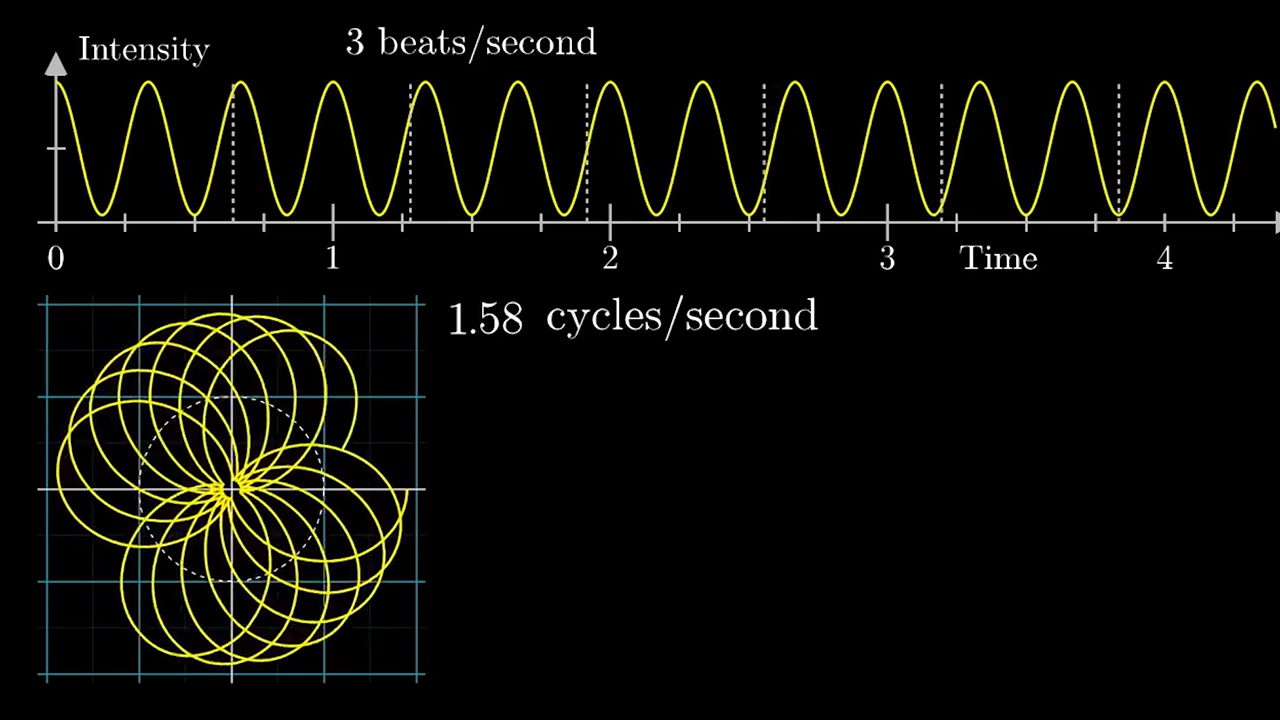 Intensity
3 beats/second
0 1 2 3 Time 4
1.58 cycles/second